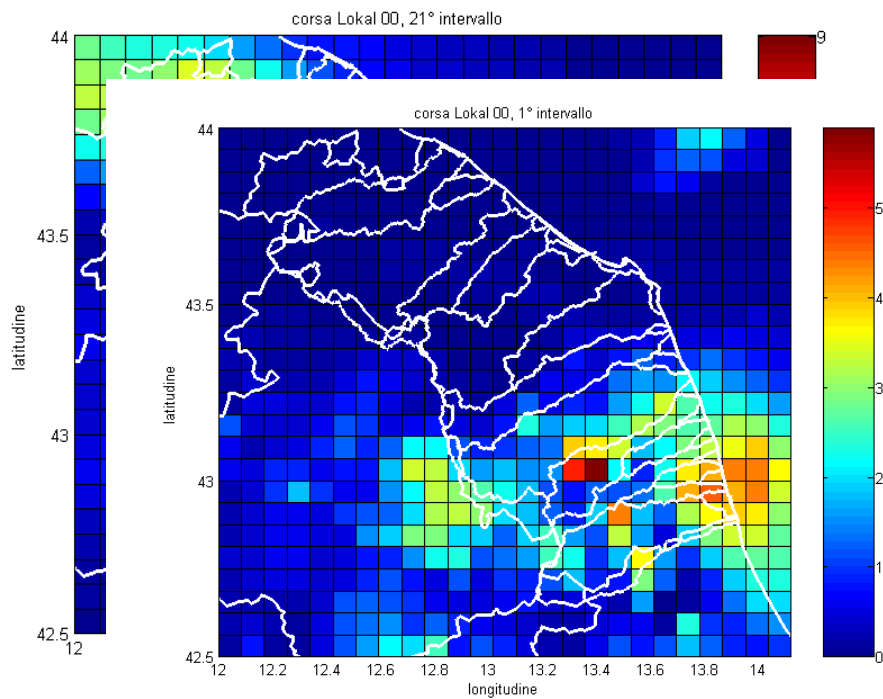 corsa Lokal 00, 21° intervallo
44
43.5
43
42.5
12
latitudine
9
corsa Lokal 00, 1° intervallo
44
43.5
43
42.5
latitudine
12 12.2 12.4 12.6 12.8 13 13.2 13.4 13.6 13.8 14
longitudine
5
4
3
2
1
0